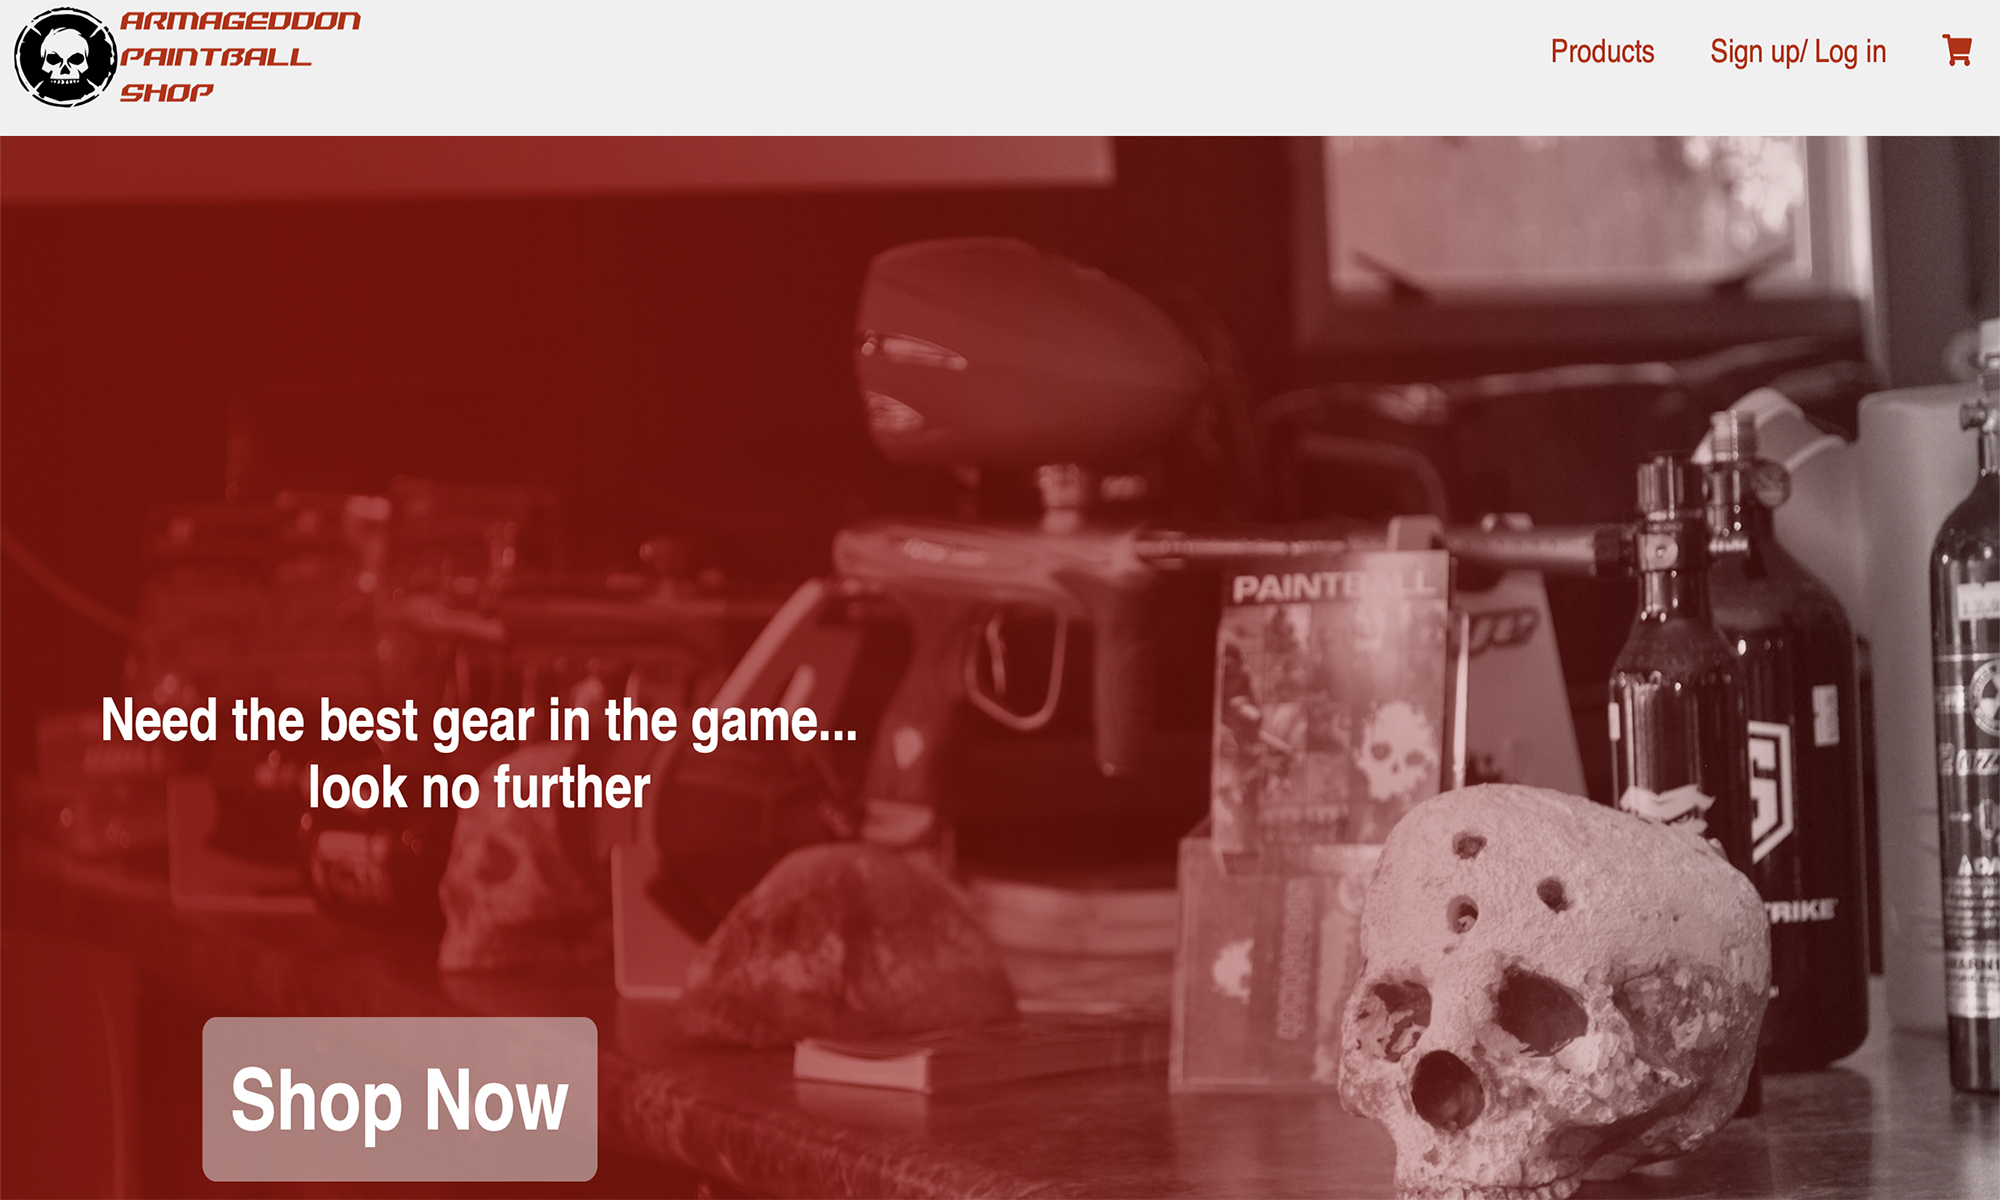 ARMAGEDDON
PAINTBALL
SHOP
Products
Sign up/ Log in
PAINTBALL
Need the best gear in the game...
look no further
TRIKE
Shop Now